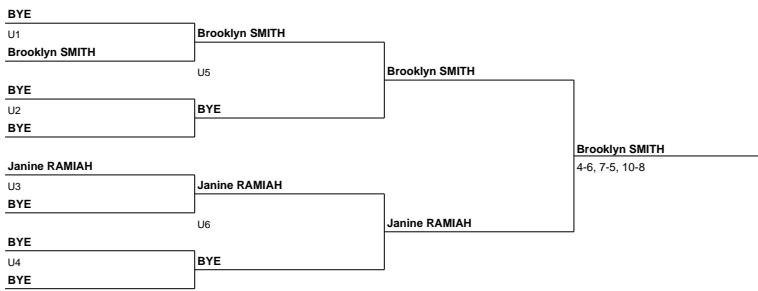 BYE
U1
Brooklyn SMITH
Brooklyn SMITH
U5
Brooklyn SMITH
BYE
U2
BYE
BYE
Brooklyn SMITH
4-6, 7-5, 10-8
Janine RAMIAH
U3
Janine RAMIAH
BYE
U6
Janine RAMIAH
BYE
U4
BYE
BYE